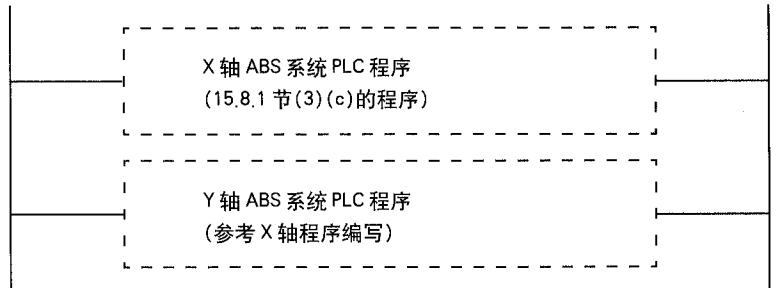 X 轴 ABS 系统 PLC 程序
(15.8.1 节(3)(c)的程序)
Y 轴 ABS 系统 PLC 程序
(参考 X 轴程序编写)